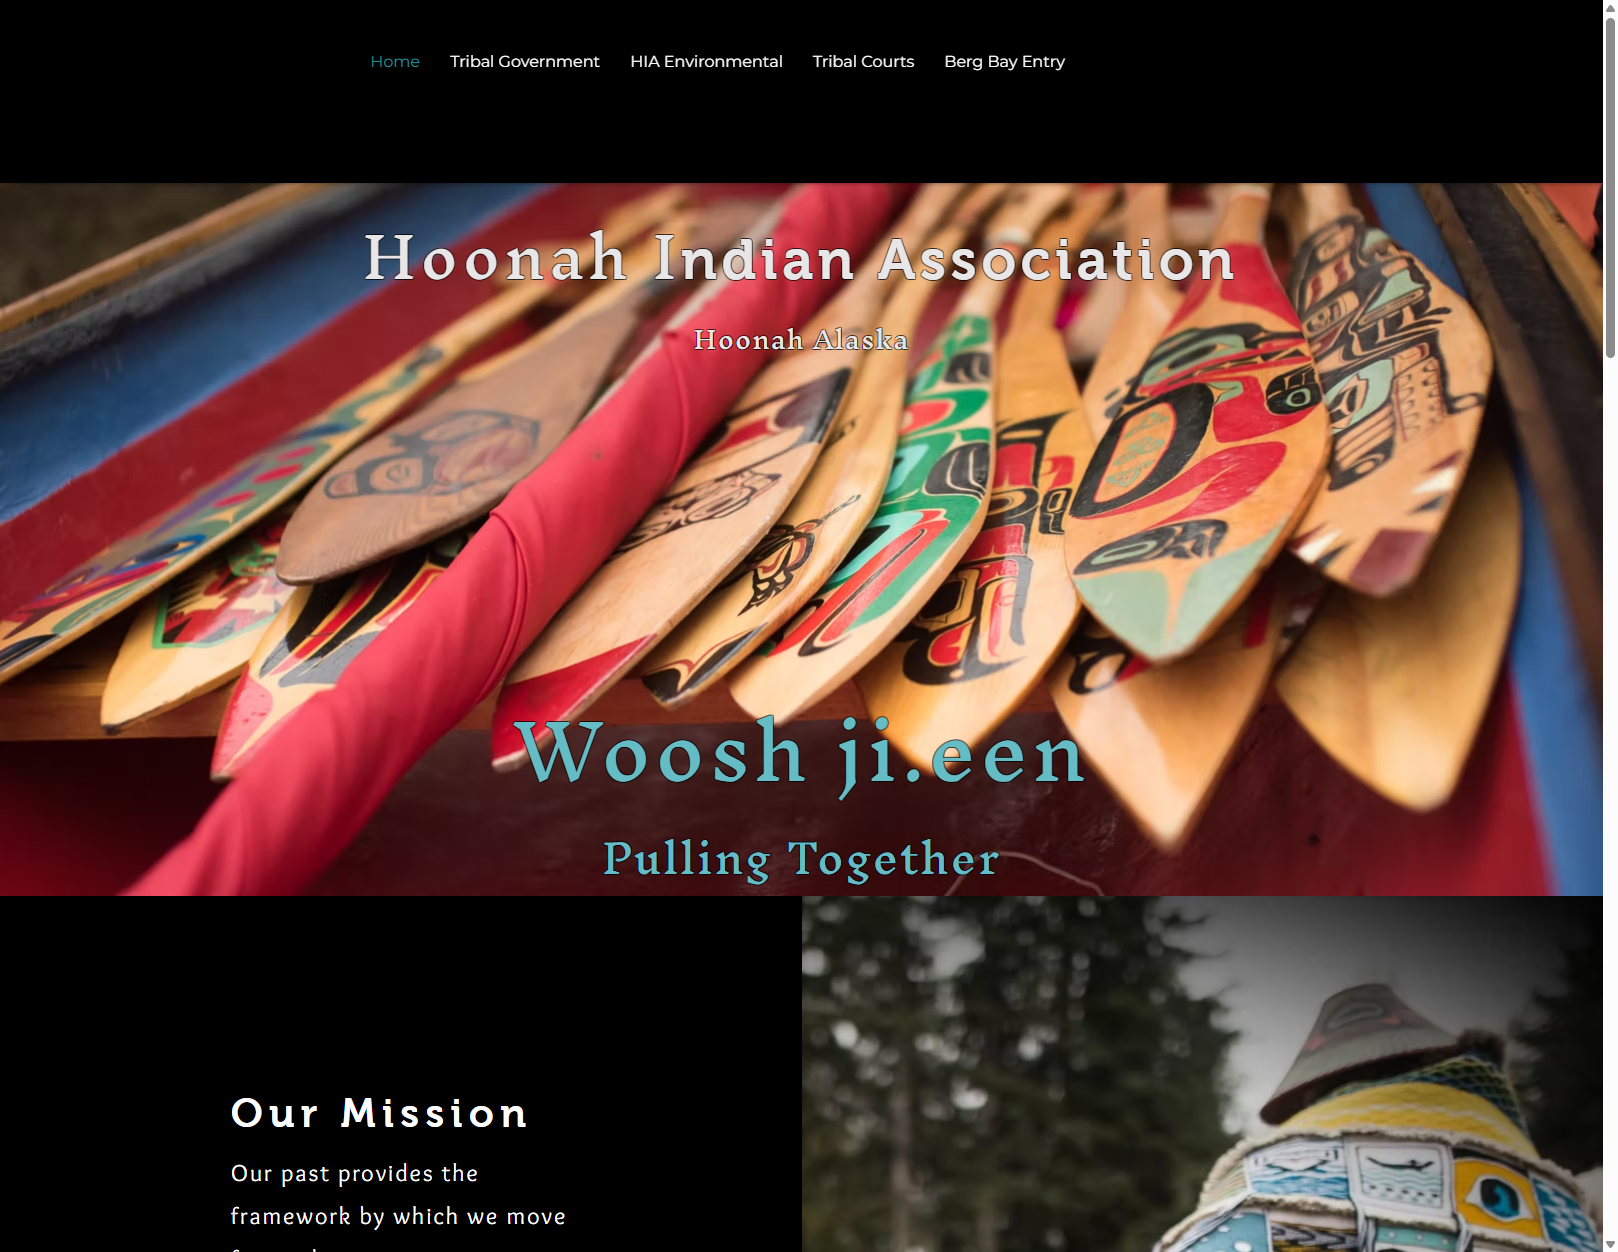 Home Tribal Government HIA Environmental Tribal Courts Berg Bay Entry
Hoonah Indian Association
Hoonah Alaska
Woosh ji.een
Pulling Together
Our Mission
Our past provides the
framework by which we move